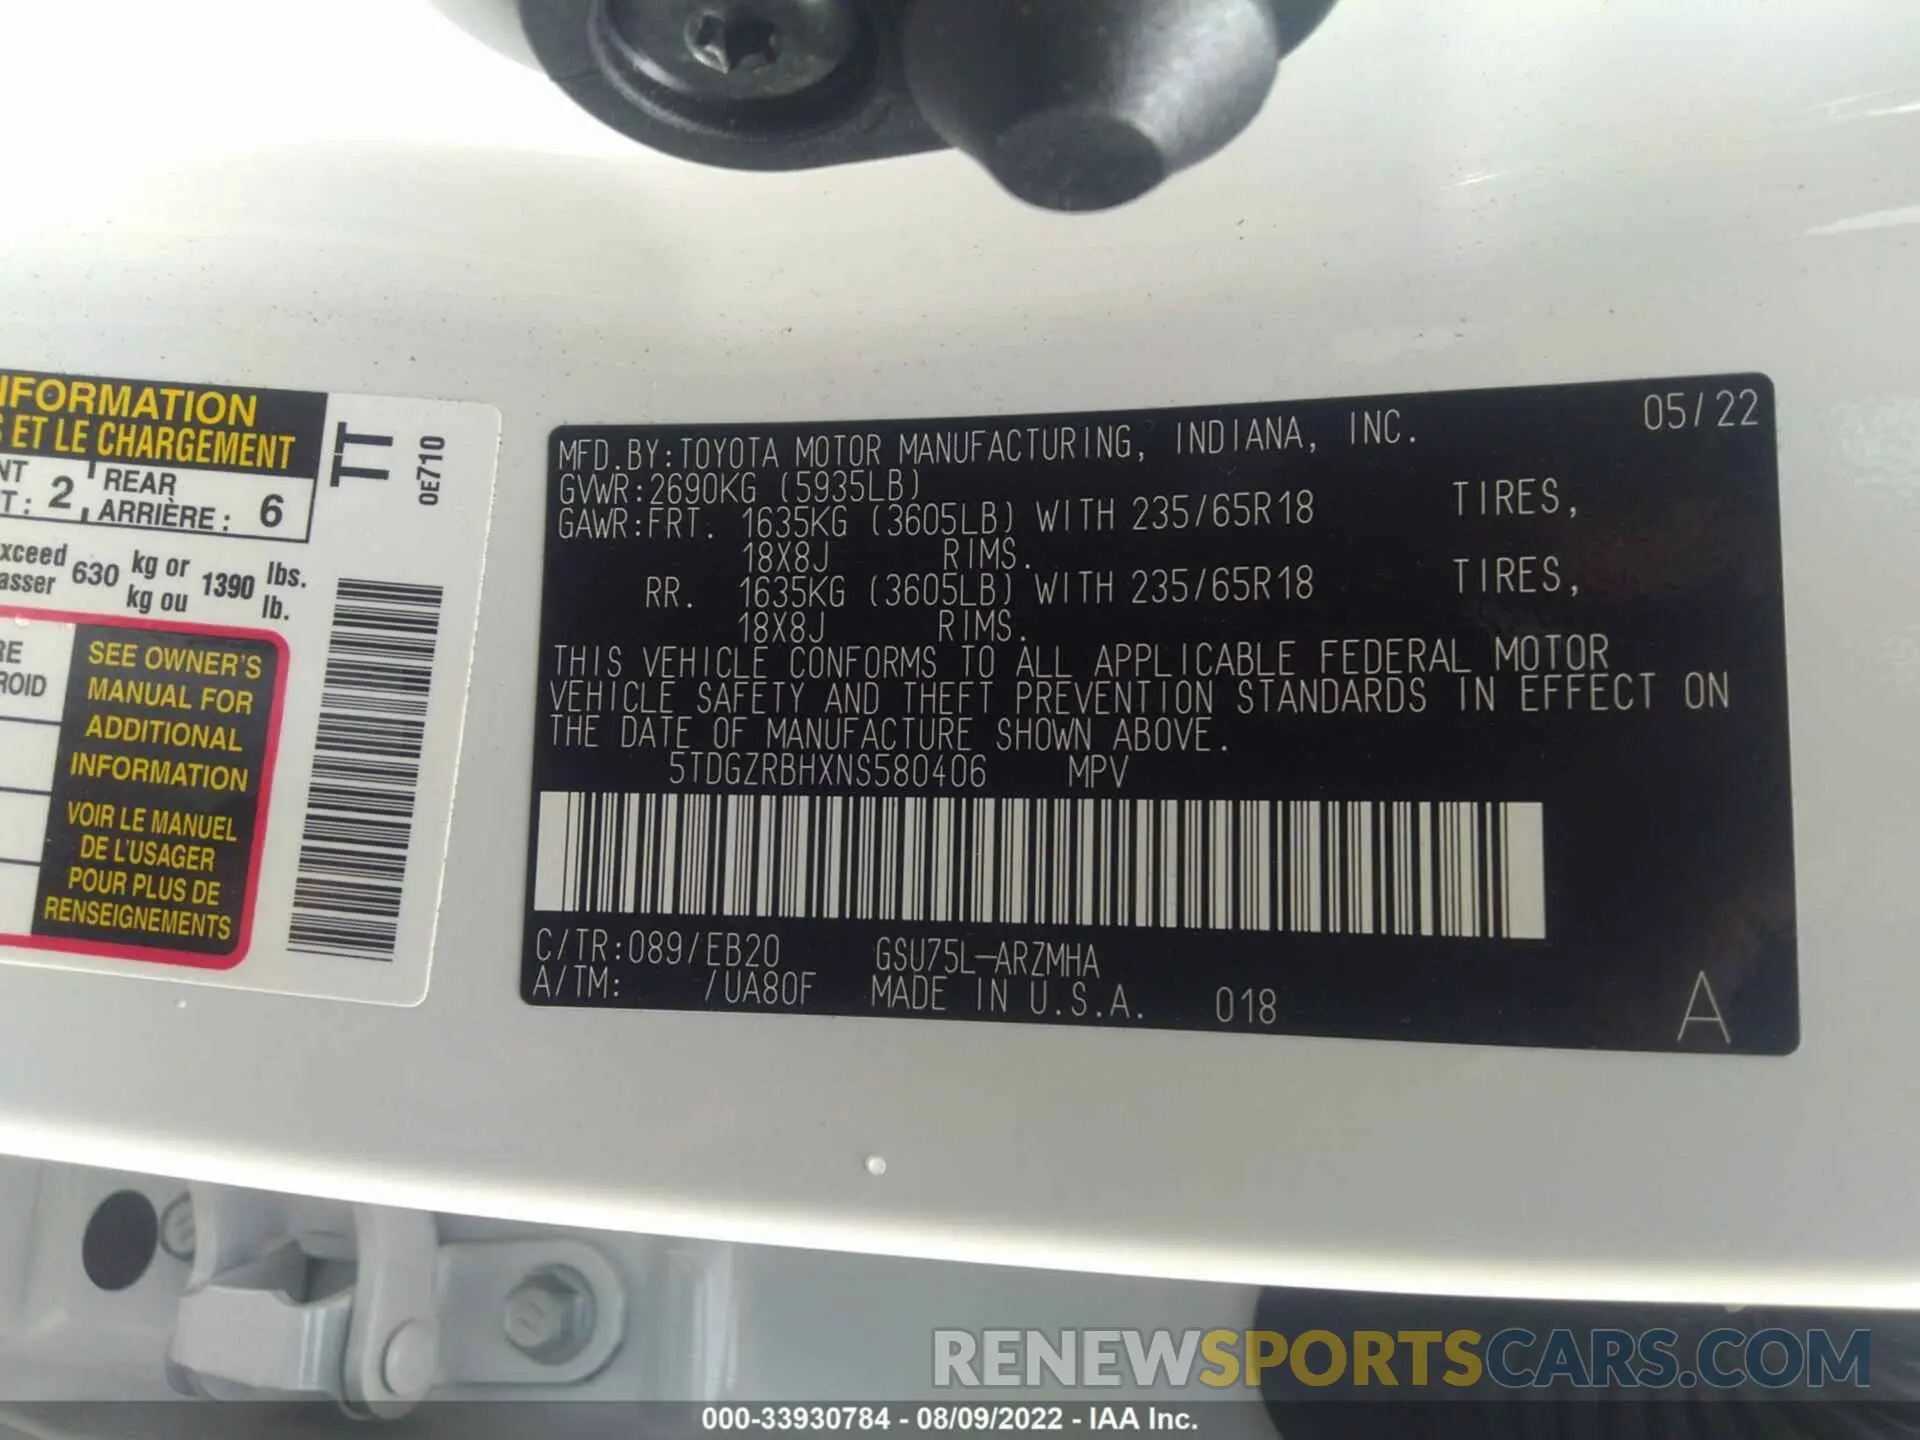 NFORMATION
S ET LE CHARGEMENT
NT
T: 2
REAR
ARRIÈRE: 6
xceed
asser 630 kg or
kg ou 1390 lbs.
lb.
RE
ROID
SEE OWNER'S
MANUAL FOR
ADDITIONAL
INFORMATION
VOIR LE MANUEL
DE L'USAGER
POUR PLUS DE
RENSEIGNEMENTS
TT
0E710
05/22
MFD.BY:TOYOTA MOTOR MANUFACTURING, INDIANA, INC.
GVWR:2690KG (5935LB)
GAWR:FRT. 1635KG (3605LB) WITH 235/65R18 TIRES,
18X8J RIMS.
RR. 1635KG (3605LB) WITH 235/65R18 TIRES,
18X8J RIMS.
THIS VEHICLE CONFORMS TO ALL APPLICABLE FEDERAL MOTOR
VEHICLE SAFETY AND THEFT PREVENTION STANDARDS IN EFFECT ON
THE DATE OF MANUFACTURE SHOWN ABOVE.
5TDGZRBHXNS580406 MPV
C/TR:089/EB20 GSU75L-ARZMHA
A/TM: /UA80F MADE IN U.S.A. 018
A
RENEWSPORTSCARS.COM
000-33930784 - 08/09/2022 - IAA Inc.